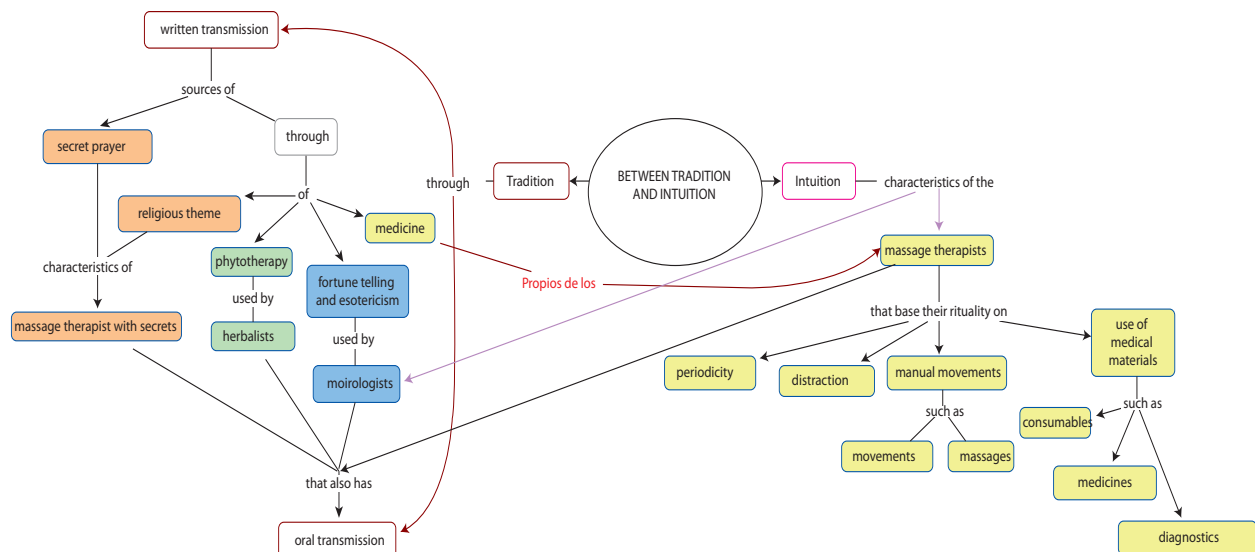 written transmission
sources of
secret prayer
through
BETWEEN TRADITION
AND INTUITION
through
Tradition
Intuition
characteristics of the
of
religious theme
medicine
massage therapists
phytotherapy
characteristics of
fortune telling
and esotericism
Propios de los
used by
that base their rituality on
massage therapist with secrets
herbalists
used by
use of
medical
materials
periodicity
distraction
manual movements
moirologists
such as
such as
consumables
movements
massages
that also has
medicines
oral transmission
diagnostics